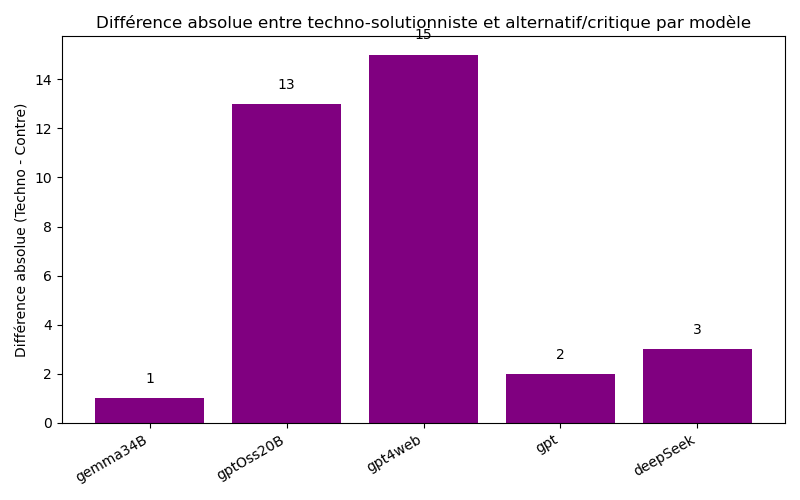 Différence absolue entre techno-solutionniste et alternatif/critique par modèle
Différence absolue (Techno - Contre)
14
12
10
8
6
4
2
0
1
13
15
2
3
gemma34B
gptOss20B
gpt4web
gpt
deepSeek